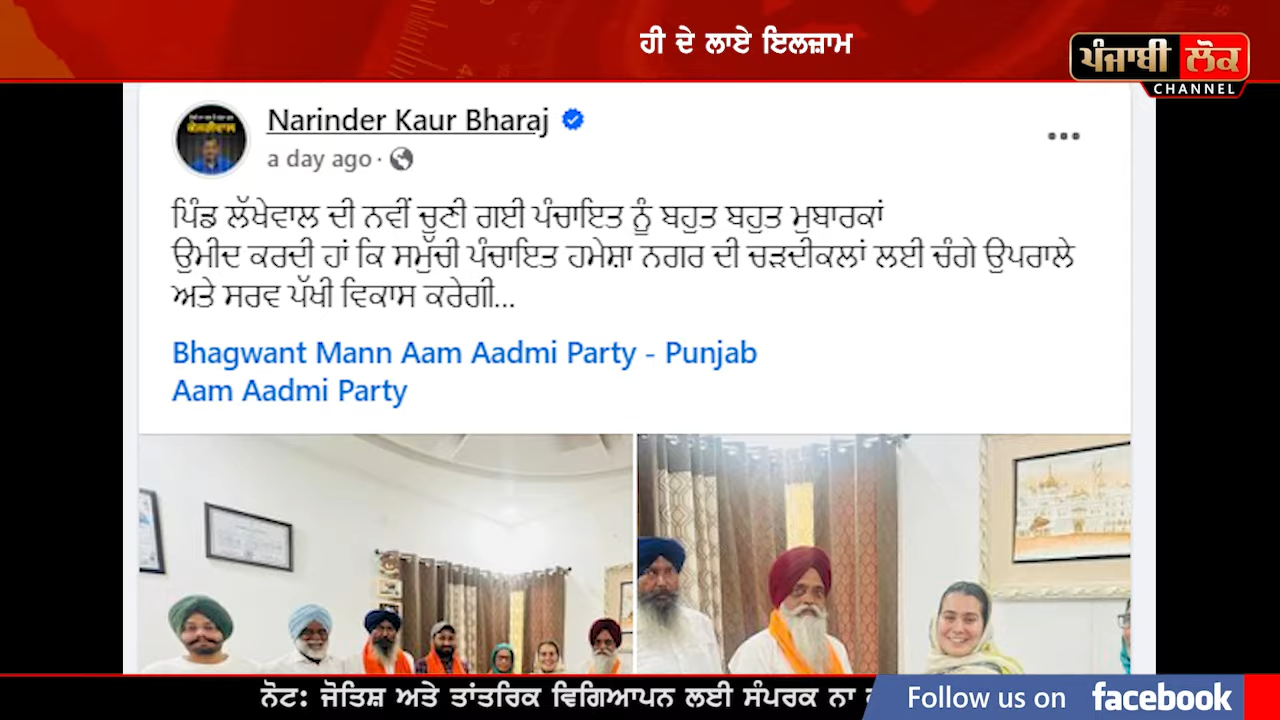 ਹੀ ਦੇ ਲਾਏ ਇਲਜ਼ਾਮ
ਪੰਜਾਬੀ ਲੋਕ
CHANNEL
Narinder Kaur Bharaj
a day ago ·
ਪਿੰਡ ਲੱਖੇਵਾਲ ਦੀ ਨਵੀਂ ਚੁਣੀ ਗਈ ਪੰਚਾਇਤ ਨੂੰ ਬਹੁਤ ਬਹੁਤ ਮੁਬਾਰਕਾਂ
ਉਮੀਦ ਕਰਦੀ ਹਾਂ ਕਿ ਸਮੁੱਚੀ ਪੰਚਾਇਤ ਹਮੇਸ਼ਾ ਨਗਰ ਦੀ ਚੜਦੀਕਲਾਂ ਲਈ ਚੰਗੇ ਉਪਰਾਲੇ
ਅਤੇ ਸਰਵ ਪੱਖੀ ਵਿਕਾਸ ਕਰੇਗੀ...
Bhagwant Mann Aam Aadmi Party - Punjab
Aam Aadmi Party
ਨੋਟ: ਜੋਤਿਸ਼ ਅਤੇ ਤਾਂਤਰਿਕ ਵਿਗਿਆਪਨ ਲਈ ਸੰਪਰਕ ਨਾ
Follow us on facebook